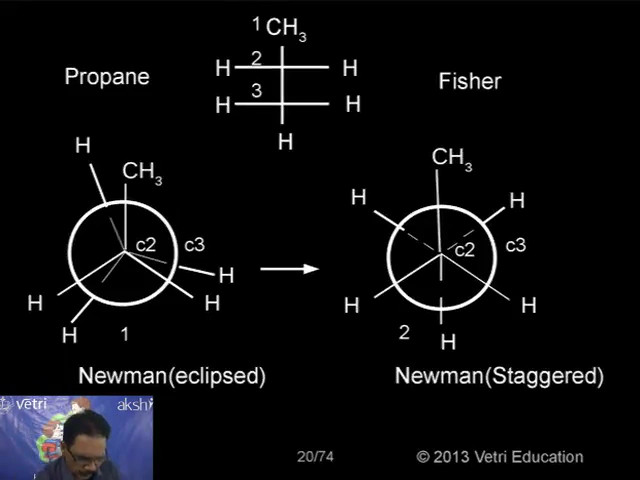 1 CH3
Propane
2
H H
Fisher
3
H H
H
H
CH3
c2 c3
H
H H
H
1
Newman(eclipsed)
CH3
H H
c2 c3
H H
2
H
Newman(Staggered)
vetri
akshi
20/74
© 2013 Vetri Education